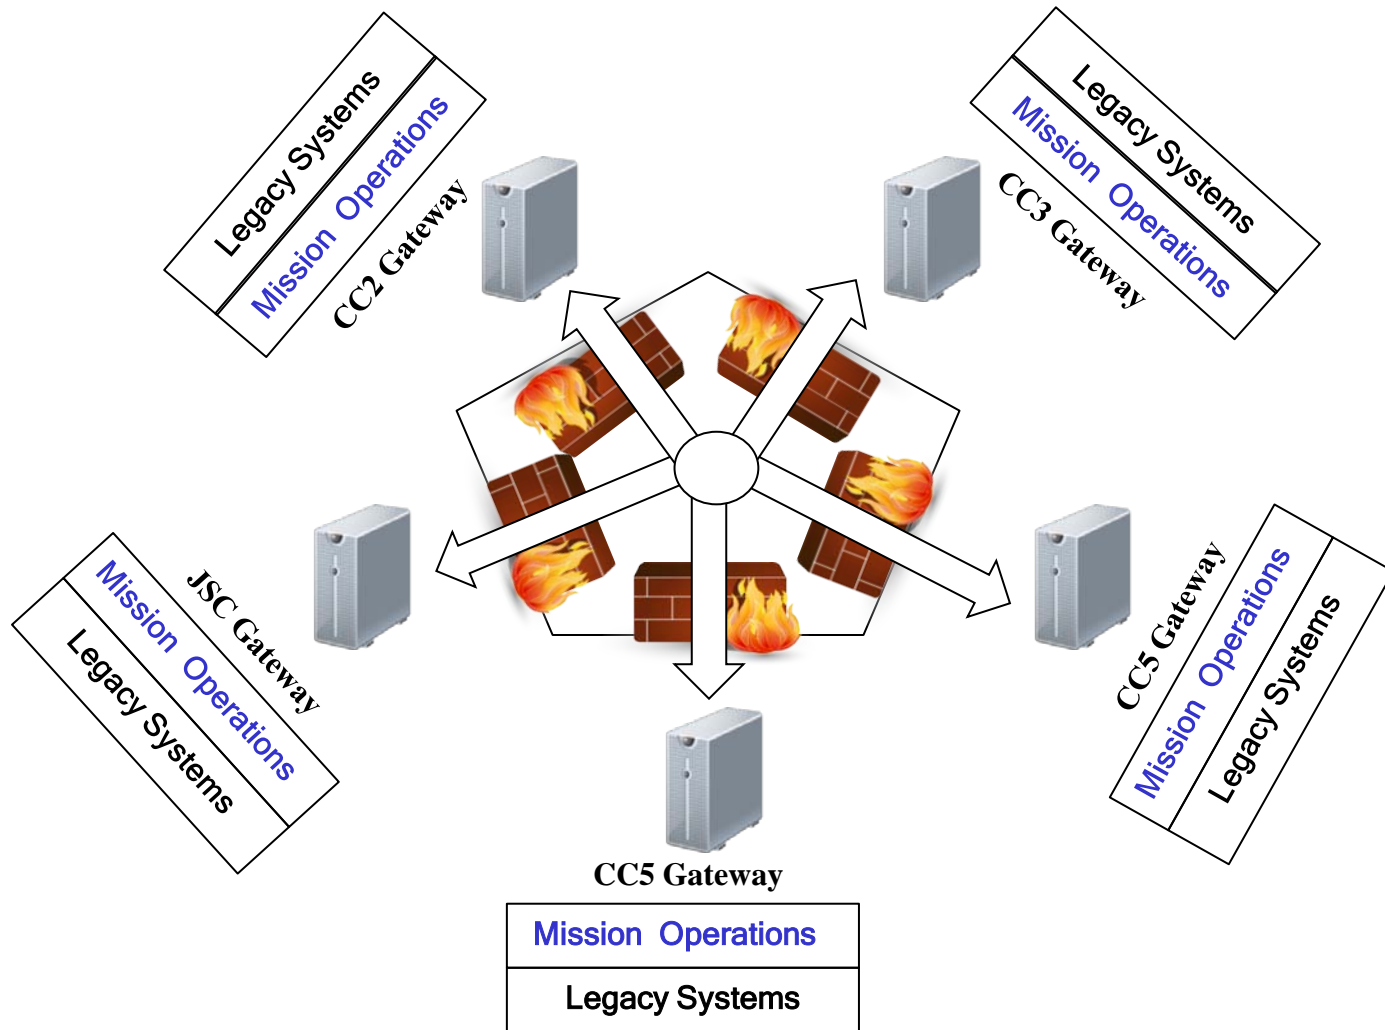 Legacy Systems
Mission Operations
CC2 Gateway
Legacy Systems
Mission Operations
CC3 Gateway
JSC Gateway
Mission Operations
Legacy Systems
CC5 Gateway
Mission Operations
Legacy Systems
CC5 Gateway
Mission Operations
Legacy Systems